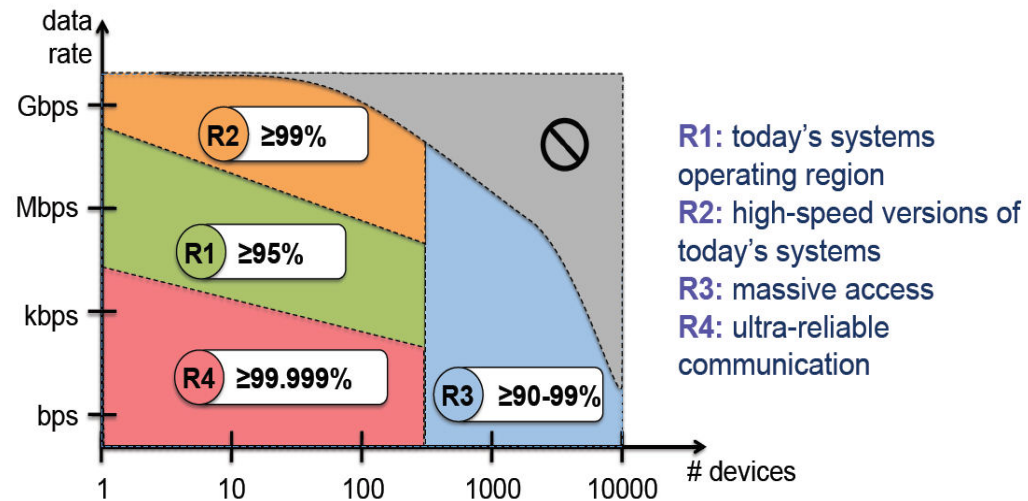 data
rate
Gbps
Mbps
kbps
bps
R2 ≥99%
R1 ≥95%
R4 ≥99.999%
R3 ≥90-99%
1 10 100 1000 10000
# devices
R1: today's systems
operating region
R2: high-speed versions of
today's systems
R3: massive access
R4: ultra-reliable
communication